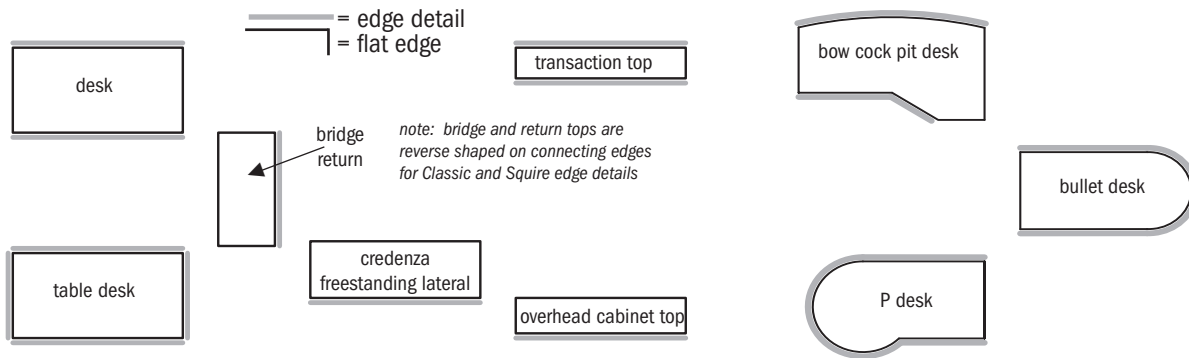 = edge detail
= flat edge
desk
transaction top
bow cock pit desk
bridge
return
note: bridge and return tops are
reverse shaped on connecting edges
for Classic and Squire edge details
bullet desk
table desk
credenza
freestanding lateral
overhead cabinet top
P desk